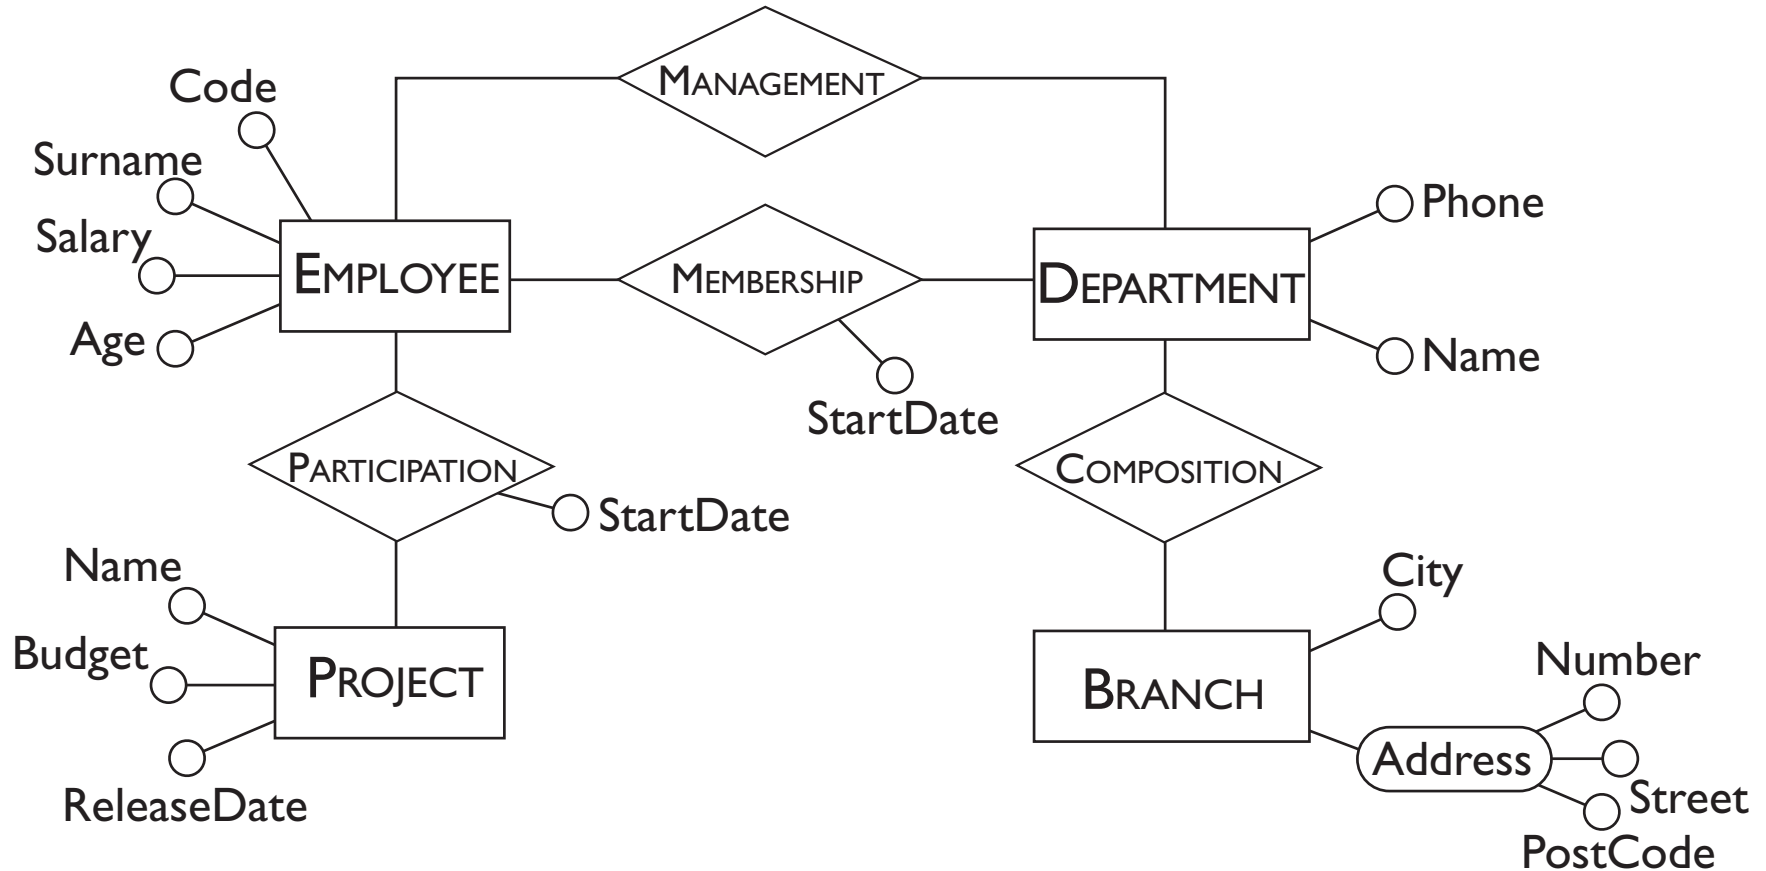 MANAGEMENT
Code
Surname
Salary
Age
EMPLOYEE
MEMBERSHIP
DEPARTMENT
Phone
Name
StartDate
PARTICIPATION
StartDate
COMPOSITION
Name
Budget
ReleaseDate
PROJECT
BRANCH
City
Number
Address
Street
PostCode